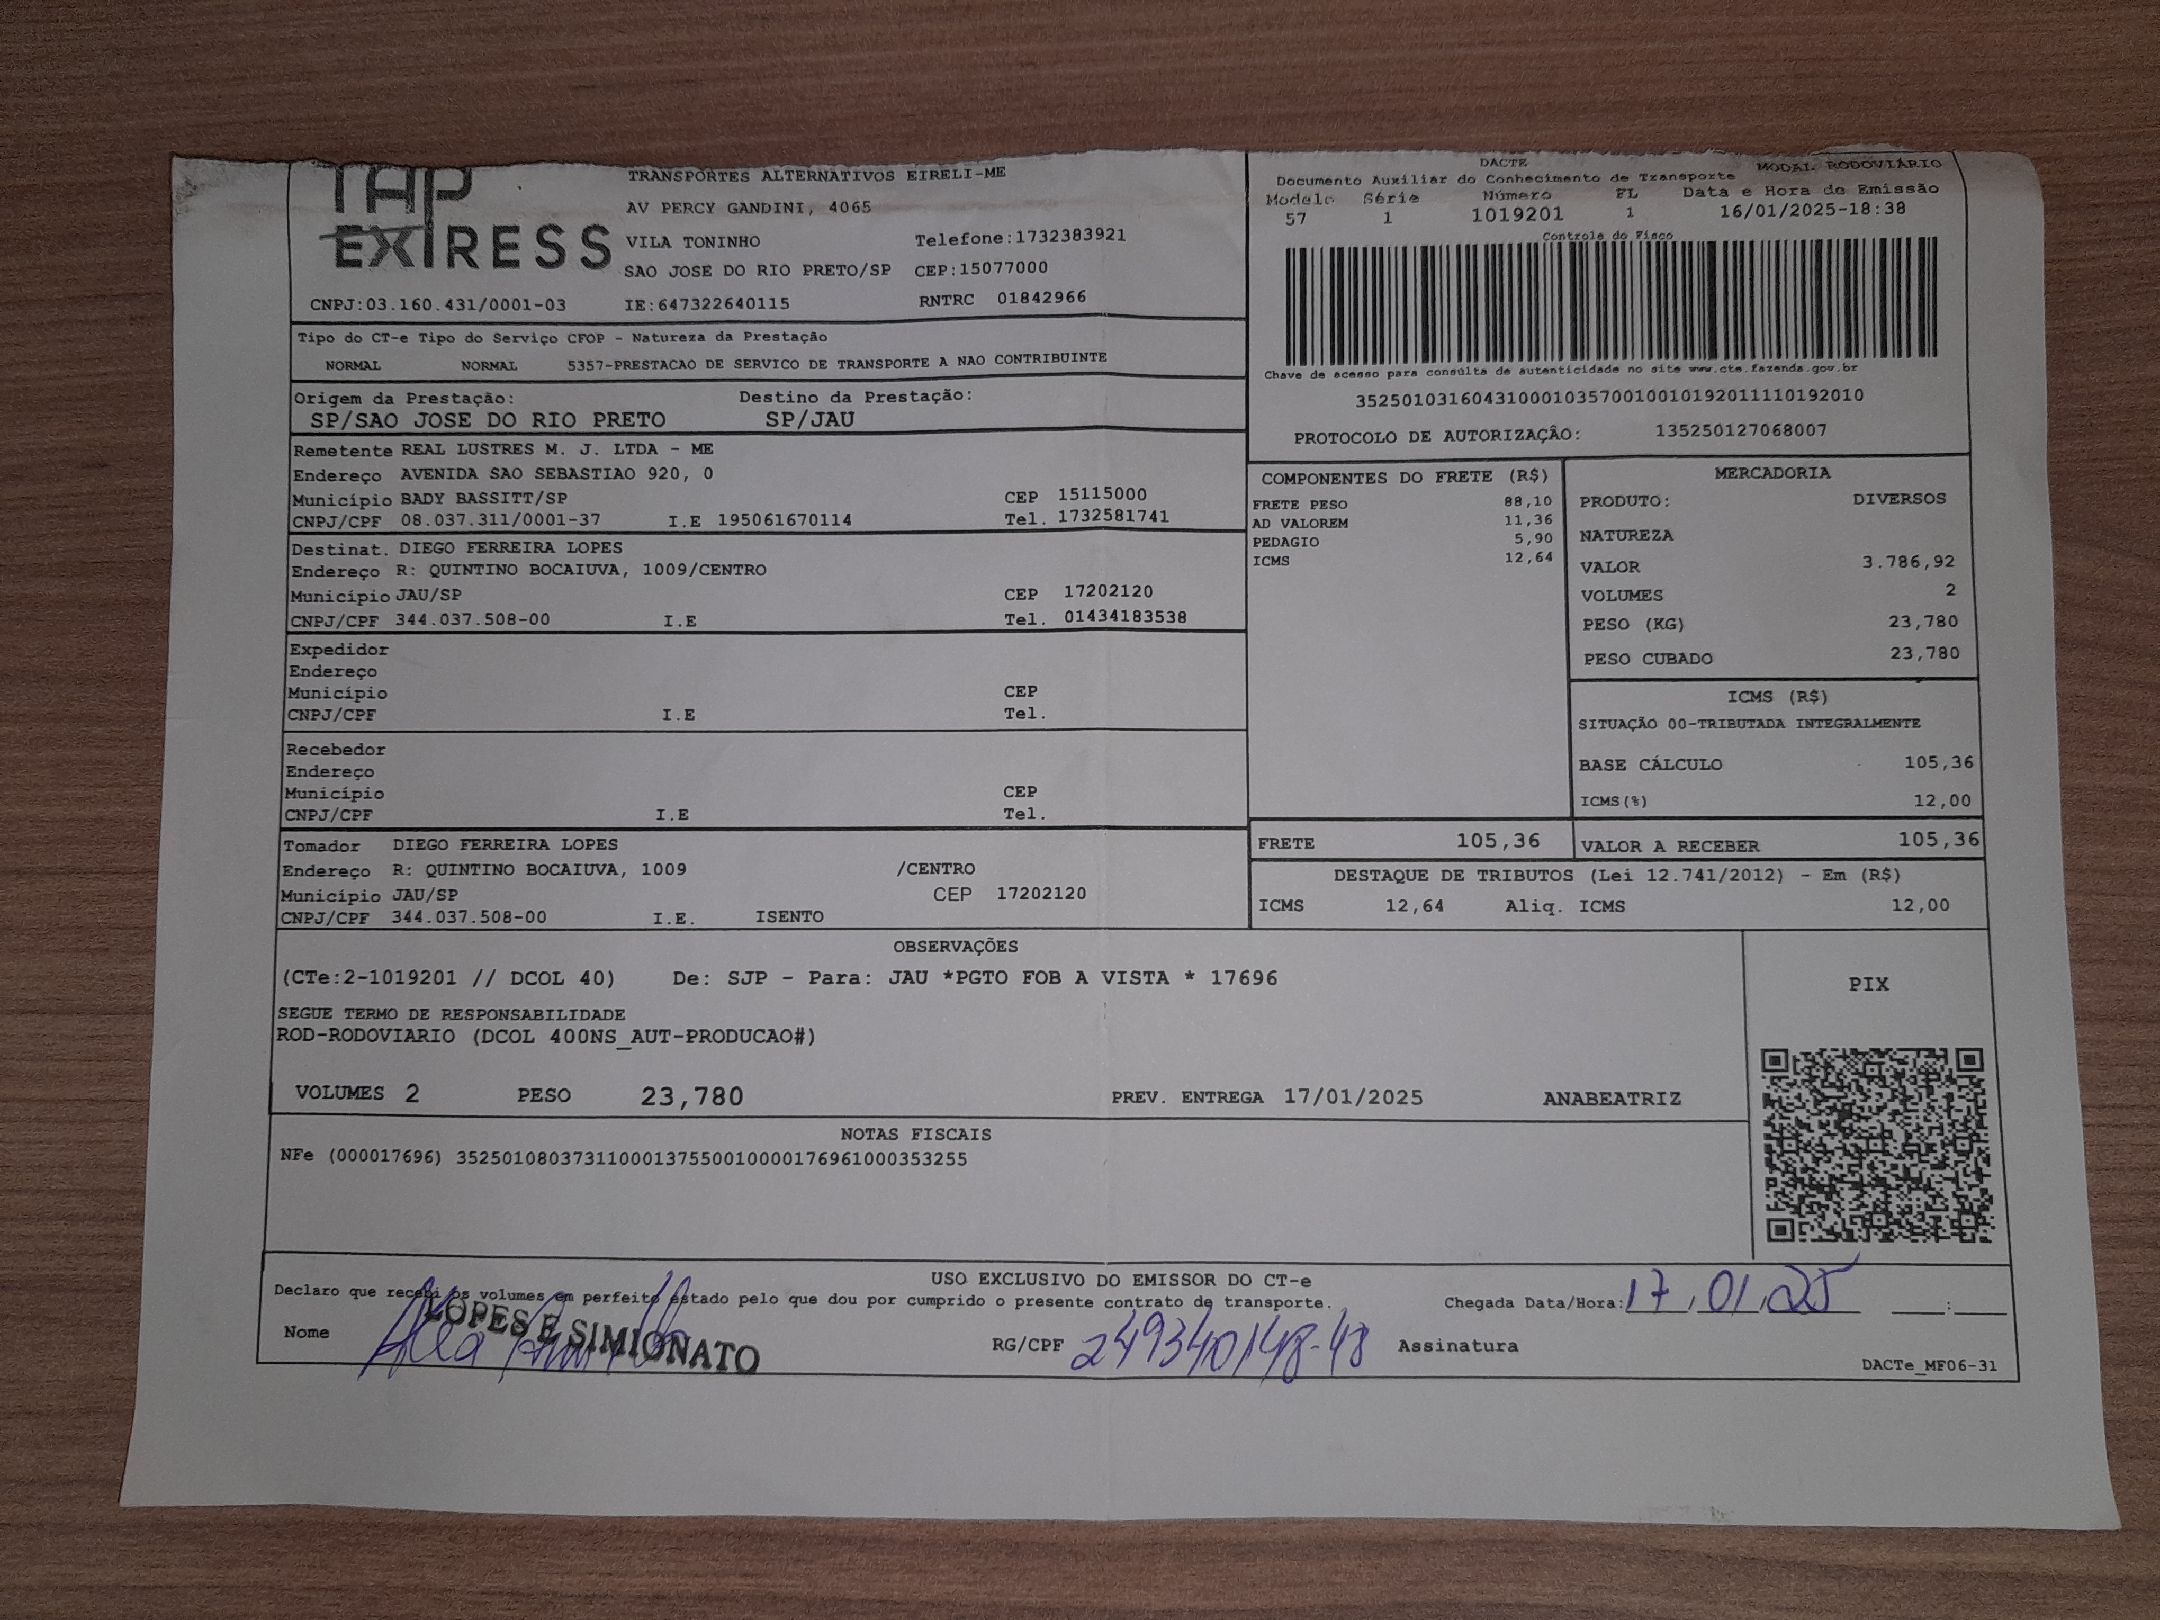 TAP
EXPRESS
TRANSPORTES ALTERNATIVOS EIRELI-ME
AV PERCY GANDINI, 4065
VILA TONINHO Telefone:1732383921
SAO JOSE DO RIO PRETO/SP CEP:15077000
CNPJ:03.160.431/0001-03 IE:647322640115 RNTRC 01842966
DACTE MODAL RODOVIÁRIO
Documento Auxiliar do Conhecimento de Transporte
Modelo Série Número FL Data e Hora de Emissão
57 1 1019201 1 16/01/2025-18:38
Controle do Fisco
Chave de acesso para consulta de autenticidade no site www.cte.fazenda.gov.br
35250103160431000103570010010192011110192010
PROTOCOLO DE AUTORIZAÇÂO: 135250127068007
Tipo do CT-e Tipo do Serviço CFOP - Natureza da Prestação
NORMAL NORMAL 5357-PRESTACAO DE SERVICO DE TRANSPORTE A NAO CONTRIBUINTE
Origem da Prestação: Destino da Prestação:
SP/SAO JOSE DO RIO PRETO SP/JAU
Remetente REAL LUSTRES M. J. LTDA - ME
Endereço AVENIDA SAO SEBASTIAO 920, 0
Município BADY BASSITT/SP CEP 15115000
CNPJ/CPF 08.037.311/0001-37 I.E 195061670114 Tel. 1732581741
Destinat. DIEGO FERREIRA LOPES
Endereço R: QUINTINO BOCAIUVA, 1009/CENTRO
Município JAU/SP CEP 17202120
CNPJ/CPF 344.037.508-00 I.E Tel. 01434183538
Expedidor
Endereço
Município CEP
CNPJ/CPF I.E Tel.
Recebedor
Endereço
Município CEP
CNPJ/CPF I.E Tel.
Tomador DIEGO FERREIRA LOPES
Endereço R: QUINTINO BOCAIUVA, 1009 /CENTRO
Município JAU/SP CEP 17202120
CNPJ/CPF 344.037.508-00 I.E. ISENTO
COMPONENTES DO FRETE (R$)
FRETE PESO 88,10
AD VALOREM 11,36
PEDAGIO 5,90
ICMS 12,64
MERCADORIA
PRODUTO: DIVERSOS
NATUREZA
VALOR 3.786,92
VOLUMES 2
PESO (KG) 23,780
PESO CUBADO 23,780
ICMS (R$)
SITUAÇÃO 00-TRIBUTADA INTEGRALMENTE
BASE CÁLCULO 105,36
ICMS(%) 12,00
FRETE 105,36 VALOR A RECEBER 105,36
DESTAQUE DE TRIBUTOS (Lei 12.741/2012) - Em (R$)
ICMS 12,64 Aliq. ICMS 12,00
OBSERVAÇÕES
(CTe:2-1019201 // DCOL 40) De: SJP - Para: JAU *PGTO FOB A VISTA * 17696
SEGUE TERMO DE RESPONSABILIDADE
ROD-RODOVIARIO (DCOL 400NS_AUT-PRODUCAO#)
VOLUMES 2 PESO 23,780 PREV. ENTREGA 17/01/2025 ANABEATRIZ
PIX
NOTAS FISCAIS
NFe (000017696) 35250108037311000137550010000176961000353255
USO EXCLUSIVO DO EMISSOR DO CT-e
Declaro que recebi os volumes em perfeito estado pelo que dou por cumprido o presente contrato de transporte. Chegada Data/Hora: 17,01,25 __:__
LOPES E SIMIONATO
Nome RG/CPF 249340148-48 Assinatura
DACTe_MF06-31